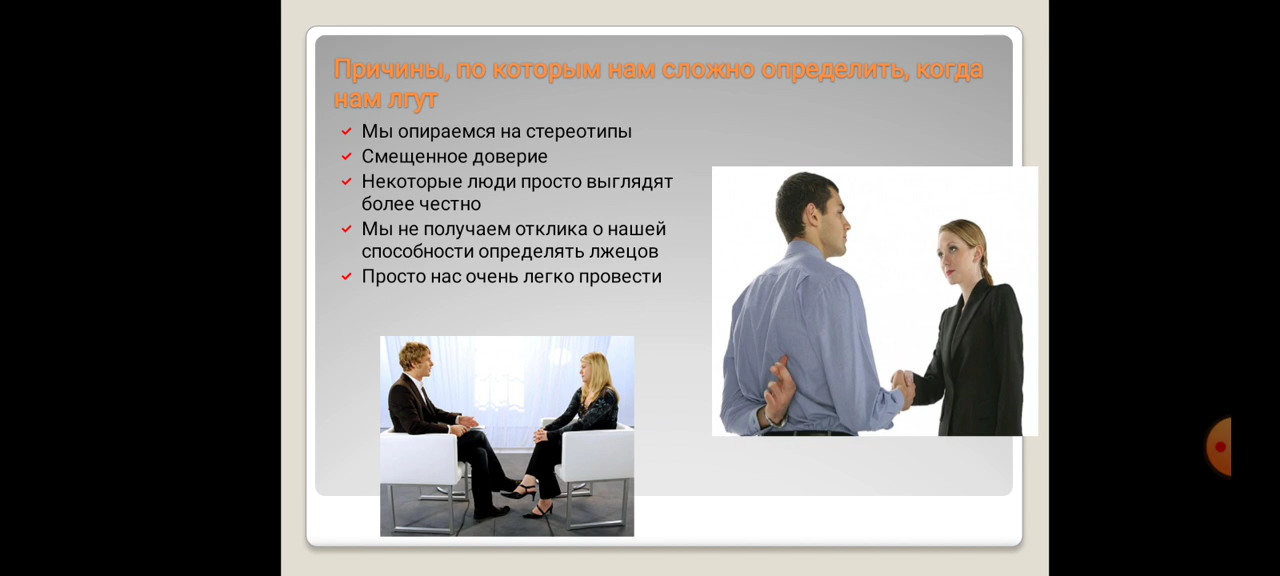 Причины, по которым нам сложно определить, когда
нам лгут
Мы опираемся на стереотипы
Смещенное доверие
Некоторые люди просто выглядят
более честно
Мы не получаем отклика о нашей
способности определять лжецов
Просто нас очень легко провести